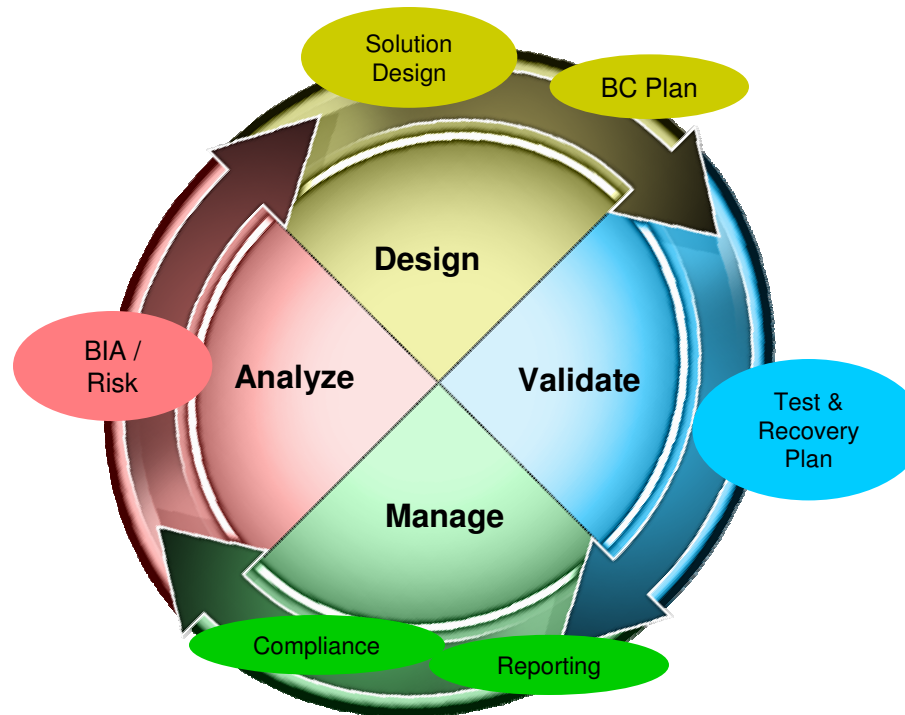 Solution
Design
BC Plan
Design
BIA /
Risk
Analyze
Validate
Test &
Recovery
Plan
Manage
Compliance
Reporting